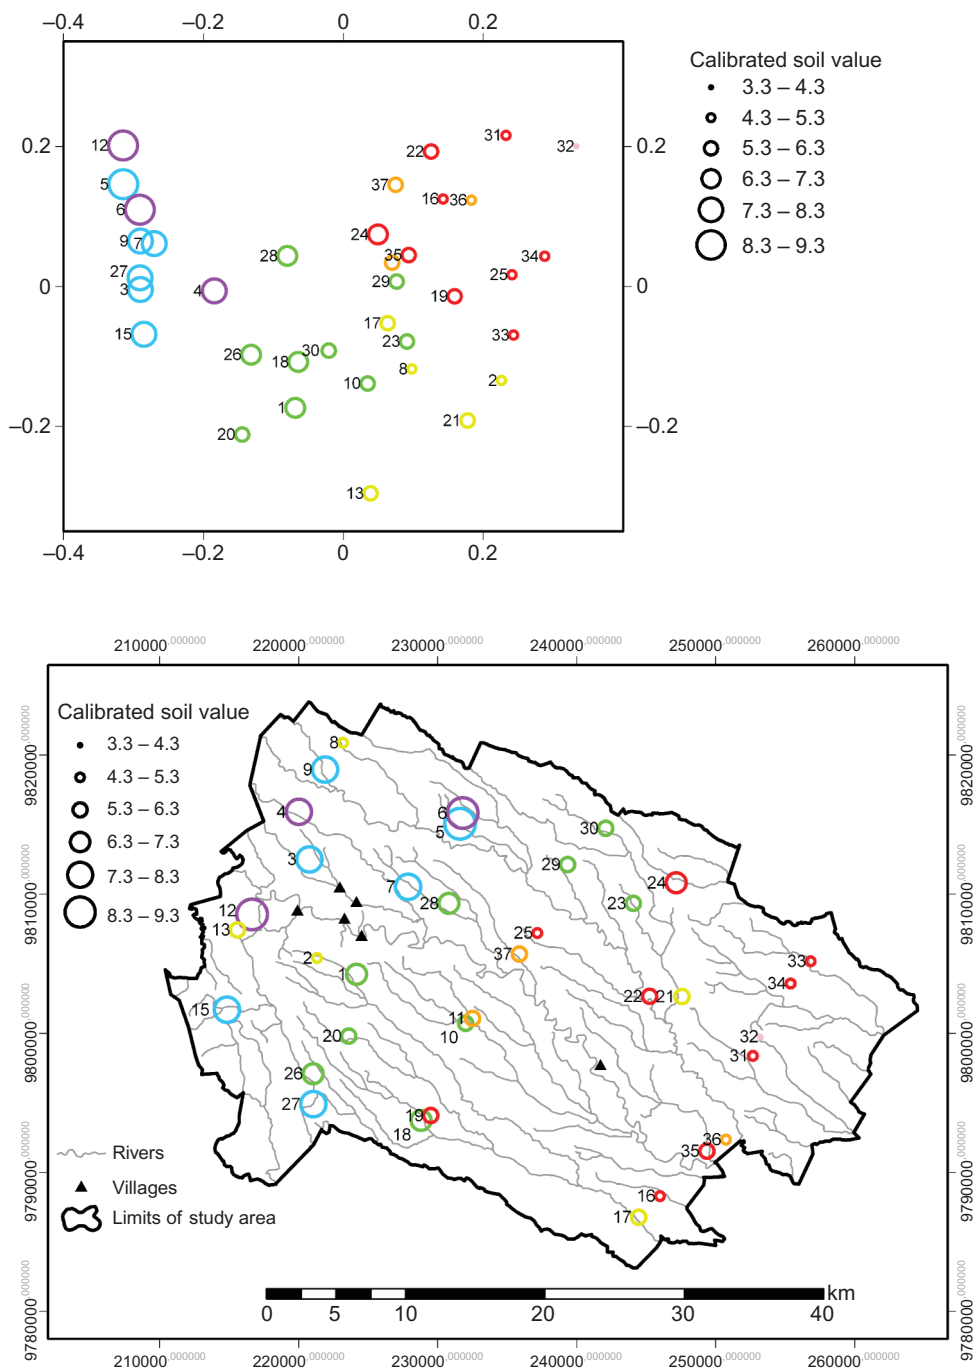 −0.4 −0.2 0 0.2
Calibrated soil value
3.3 – 4.3
4.3 – 5.3
5.3 – 6.3
6.3 – 7.3
7.3 – 8.3
8.3 – 9.3
0.2 12 22 31 32 0.2
5 37 16 36
6
9 7 24 35
28 34
27 29 25
0 3 4 19 0
15 17 33
26 18 30 23
8 2
10
1 21
−0.2 20 −0.2
13
−0.4 −0.2 0 0.2
210000.000000 220000.000000 230000.000000 240000.000000 250000.000000 260000.000000
Calibrated soil value
3.3 – 4.3
4.3 – 5.3
5.3 – 6.3
6.3 – 7.3
7.3 – 8.3
8.3 – 9.3
9820000.000000 9820000.000000
9810000.000000 9810000.000000
9800000.000000 9800000.000000
9790000.000000 9790000.000000
9780000.000000 9780000.000000
8
9
4 6
5 30
3 29
7 24
28 23
12
13 25
37 33
2
1 34
22 21
15 11
10 32
20 31
26
27 19
18 36
35
16
17
Rivers
Villages
Limits of study area
km
0 5 10 20 30 40
210000.000000 220000.000000 230000.000000 240000.000000 250000.000000 260000.000000